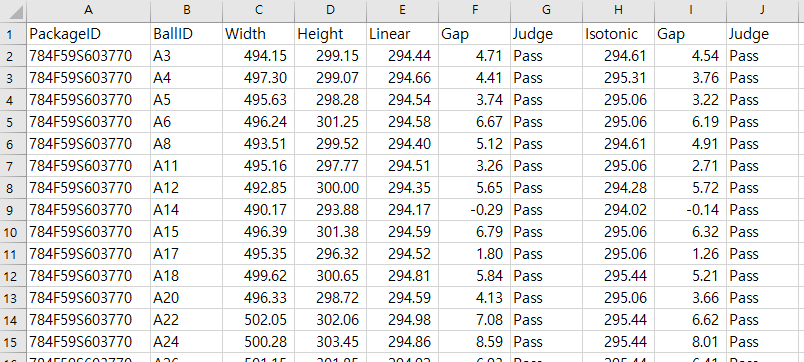 A B C D E F G H I J
1 PackageID BallID Width Height Linear Gap Judge Isotonic Gap Judge
2 784F59S603770 A3 494.15 299.15 294.44 4.71 Pass 294.61 4.54 Pass
3 784F59S603770 A4 497.30 299.07 294.66 4.41 Pass 295.31 3.76 Pass
4 784F59S603770 A5 495.63 298.28 294.54 3.74 Pass 295.06 3.22 Pass
5 784F59S603770 A6 496.24 301.25 294.58 6.67 Pass 295.06 6.19 Pass
6 784F59S603770 A8 493.51 299.52 294.40 5.12 Pass 294.61 4.91 Pass
7 784F59S603770 A11 495.16 297.77 294.51 3.26 Pass 295.06 2.71 Pass
8 784F59S603770 A12 492.85 300.00 294.35 5.65 Pass 294.28 5.72 Pass
9 784F59S603770 A14 490.17 293.88 294.17 -0.29 Pass 294.02 -0.14 Pass
10 784F59S603770 A15 496.39 301.38 294.59 6.79 Pass 295.06 6.32 Pass
11 784F59S603770 A17 495.35 296.32 294.52 1.80 Pass 295.06 1.26 Pass
12 784F59S603770 A18 499.62 300.65 294.81 5.84 Pass 295.44 5.21 Pass
13 784F59S603770 A20 496.33 298.72 294.59 4.13 Pass 295.06 3.66 Pass
14 784F59S603770 A22 502.05 302.06 294.98 7.08 Pass 295.44 6.62 Pass
15 784F59S603770 A24 500.28 303.45 294.86 8.59 Pass 295.44 8.01 Pass